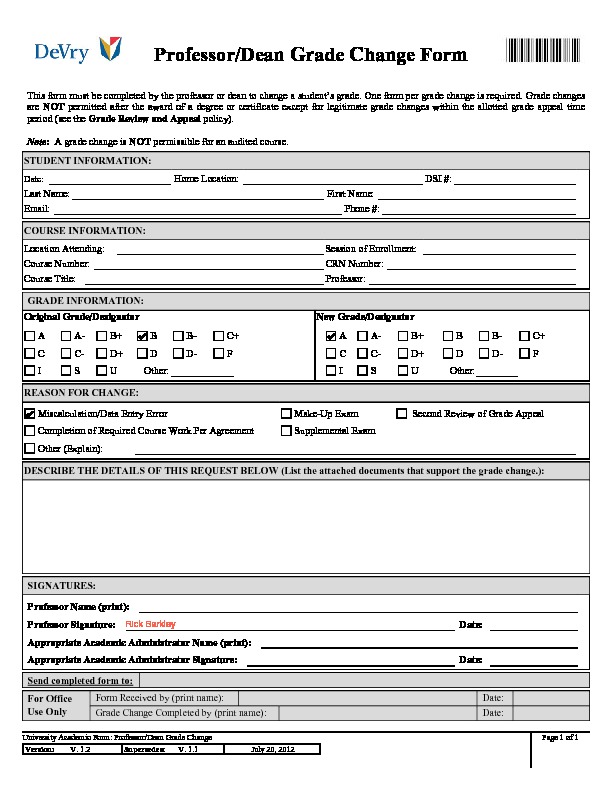 DeVry
Professor/Dean Grade Change Form
This form must be completed by the professor or dean to change a student's grade. One form per grade change is required. Grade changes
are NOT permitted after the award of a degree or certificate except for legitimate grade changes within the allotted grade appeal time
period (see the Grade Review and Appeal policy).
Note: A grade change is NOT permissible for an audited course.
STUDENT INFORMATION:
Date: Home Location: DSI #:
Last Name: First Name:
Email: Phone #:
COURSE INFORMATION:
Location Attending: Session of Enrollment:
Course Number: CRN Number:
Course Title: Professor:
GRADE INFORMATION:
Original Grade/Designator New Grade/Designator
A A- B+ B B- C+ A A- B+ B B- C+
C C- D+ D D- F C C- D+ D D- F
I S U Other: I S U Other:
REASON FOR CHANGE:
Miscalculation/Data Entry Error Make-Up Exam Second Review of Grade Appeal
Completion of Required Course Work Per Agreement Supplemental Exam
Other (Explain):
DESCRIBE THE DETAILS OF THIS REQUEST BELOW (List the attached documents that support the grade change.):
SIGNATURES:
Professor Name (print):
Professor Signature: Rick Barkley Date:
Appropriate Academic Administrator Name (print):
Appropriate Academic Administrator Signature: Date:
Send completed form to:
For Office Use Only
Form Received by (print name): Date:
Grade Change Completed by (print name): Date:
University Academic Form: Professor/Dean Grade Change Page 1 of 1
Version: V. 1.2 Supersedes: V. 1.1 July 20, 2012